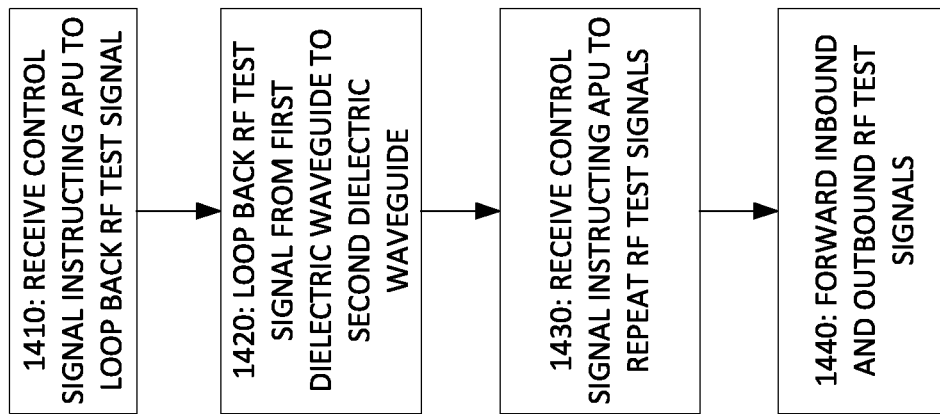 1410: RECEIVE CONTROL
SIGNAL INSTRUCTING APU TO
LOOP BACK RF TEST SIGNAL
1420: LOOP BACK RF TEST
SIGNAL FROM FIRST
DIELECTRIC WAVEGUIDE TO
SECOND DIELECTRIC
WAVEGUIDE
1430: RECEIVE CONTROL
SIGNAL INSTRUCTING APU TO
REPEAT RF TEST SIGNALS
1440: FORWARD INBOUND
AND OUTBOUND RF TEST
SIGNALS